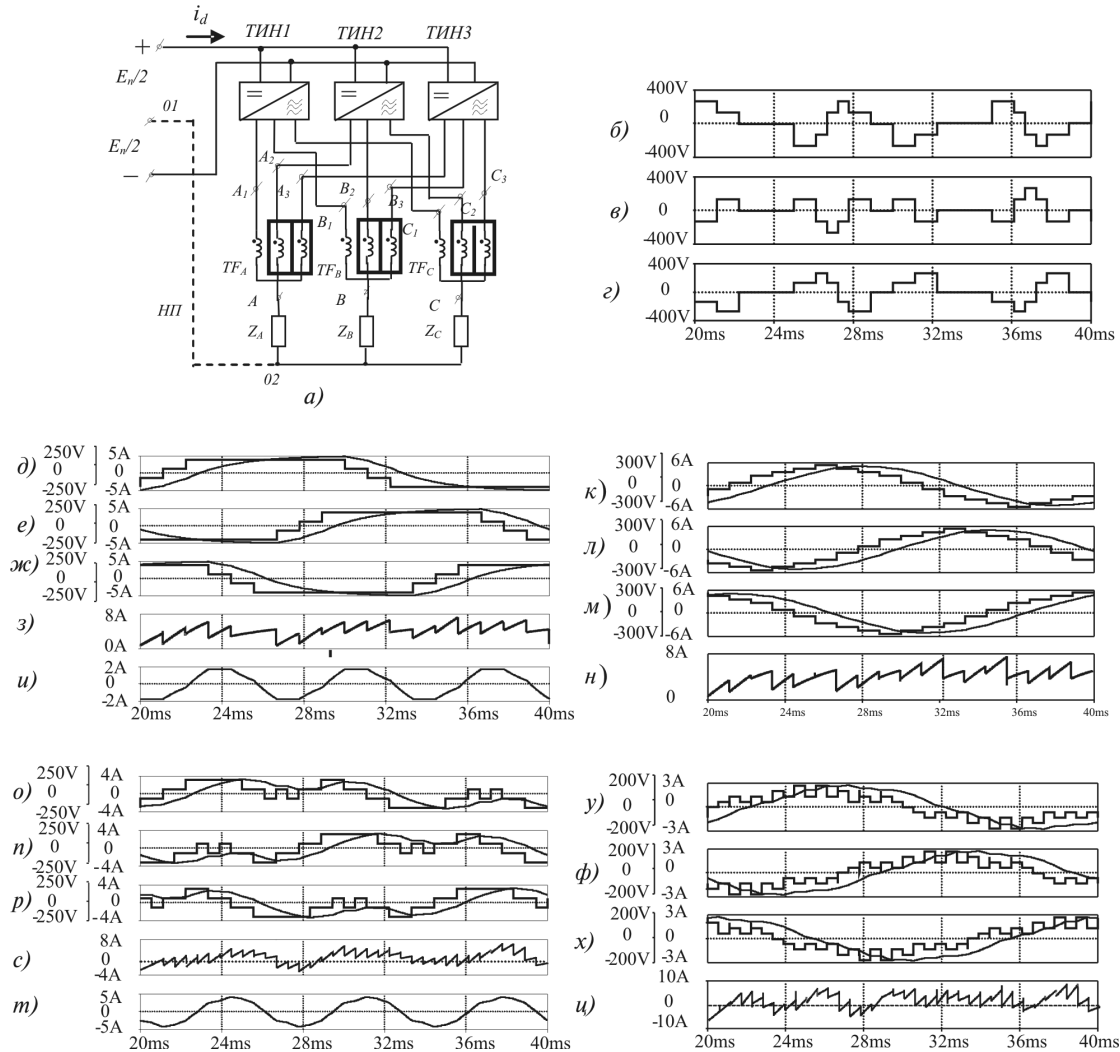 i_d
ТИН1 ТИН2 ТИН3
+
E_п/2
01
E_п/2
−
A_2
A_1 A_3 B_2 B_3 C_3
C_2
B_1 C_1
TF_A TF_B TF_C
A B C
НП
Z_A Z_B Z_C
02
а)
400V
б) 0
-400V
400V
в) 0
-400V
400V
г) 0
-400V
20ms 24ms 28ms 32ms 36ms 40ms
250V 5A
д) 0 0
-250V -5A
5A
е) 250V 0
0
-250V -5A
250V 5A
ж) 0 0
-250V -5A
8A
з)
0A
2A
и) 0
-2A
20ms 24ms 28ms 32ms 36ms 40ms
300V 6A
к) 0 0
-300V -6A
300V 6A
л) 0 0
-300V -6A
300V 6A
м) 0 0
-300V -6A
8A
н)
0
20ms 24ms 28ms 32ms 36ms 40ms
250V 4A
о) 0 0
-250V -4A
250V 4A
п) 0 0
-250V -4A
250V 4A
р) 0 0
-250V -4A
8A
с) 0
-4A
5A
т) 0
-5A
20ms 24ms 28ms 32ms 36ms 40ms
200V 3A
у) 0 0
-200V -3A
200V 3A
ф) 0 0
-200V -3A
200V 3A
х) 0 0
-200V -3A
10A
ц) 0
-10A
20ms 24ms 28ms 32ms 36ms 40ms